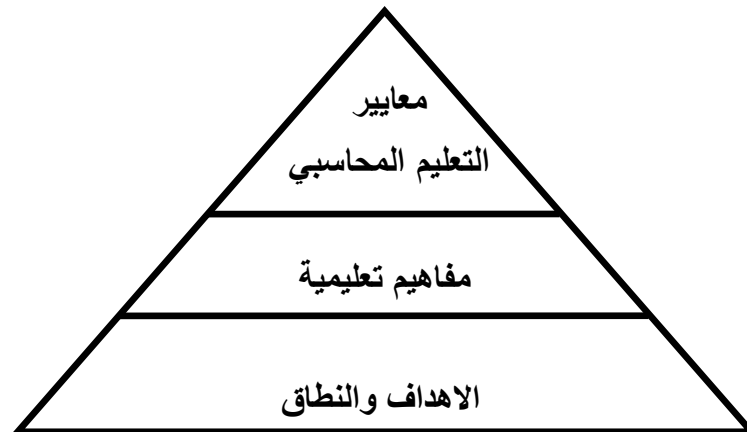 معايير
التعليم المحاسبي
مفاهيم تعليمية
الاهداف والنطاق